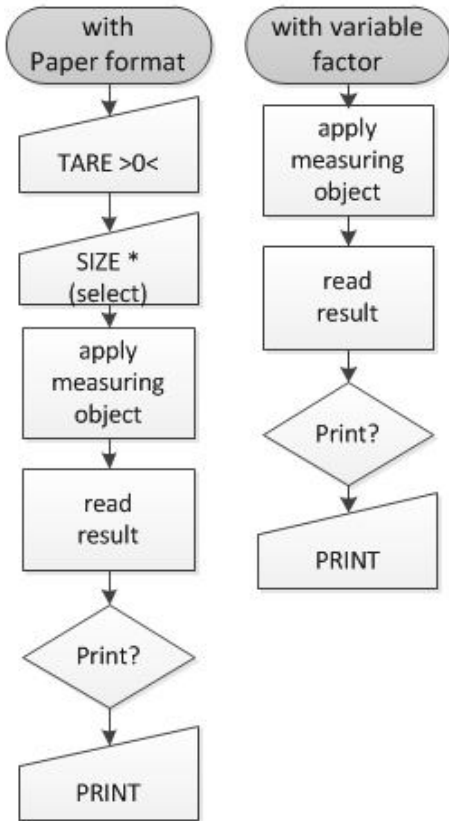 with
Paper format
TARE >0<
SIZE *
(select)
apply
measuring
object
read
result
Print?
PRINT
with variable
factor
apply
measuring
object
read
result
Print?
PRINT